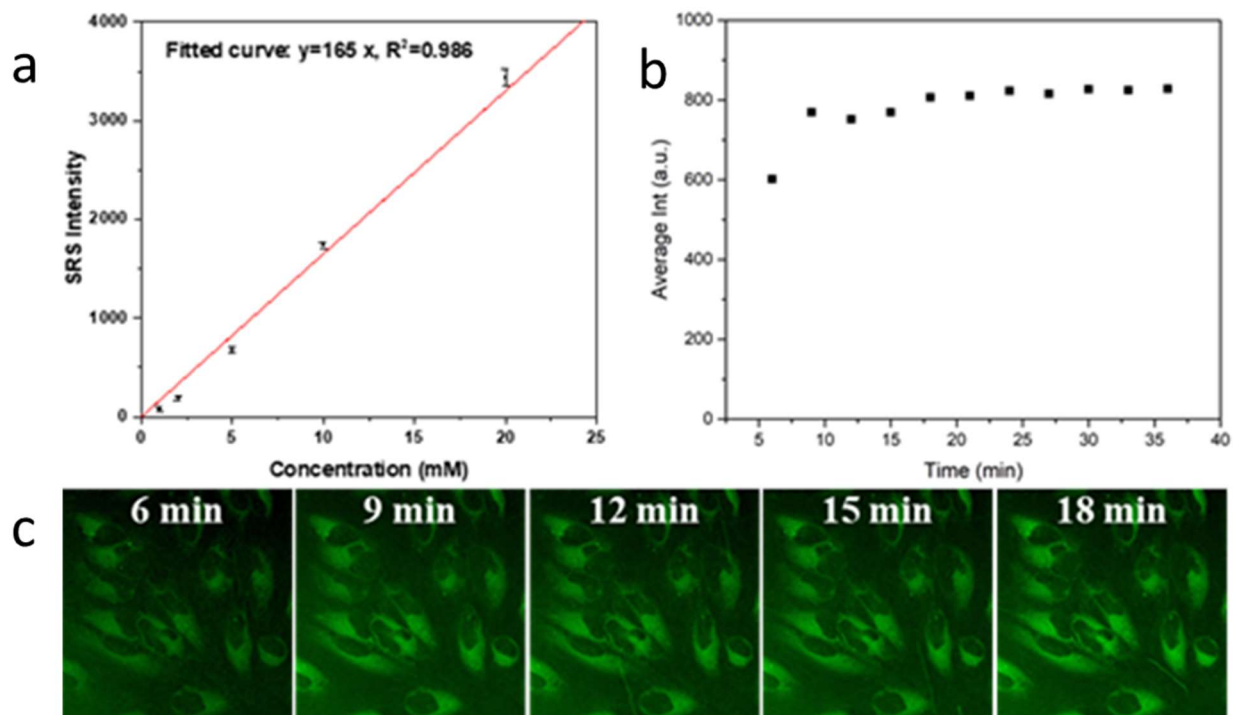 a
Fitted curve: y=165 x, R²=0.986
4000
3000
2000
1000
0
SRS Intensity
0 5 10 15 20 25
Concentration (mM)
b
1000
800
600
400
200
0
Average Int (a.u.)
5 10 15 20 25 30 35 40
Time (min)
c
6 min 9 min 12 min 15 min 18 min